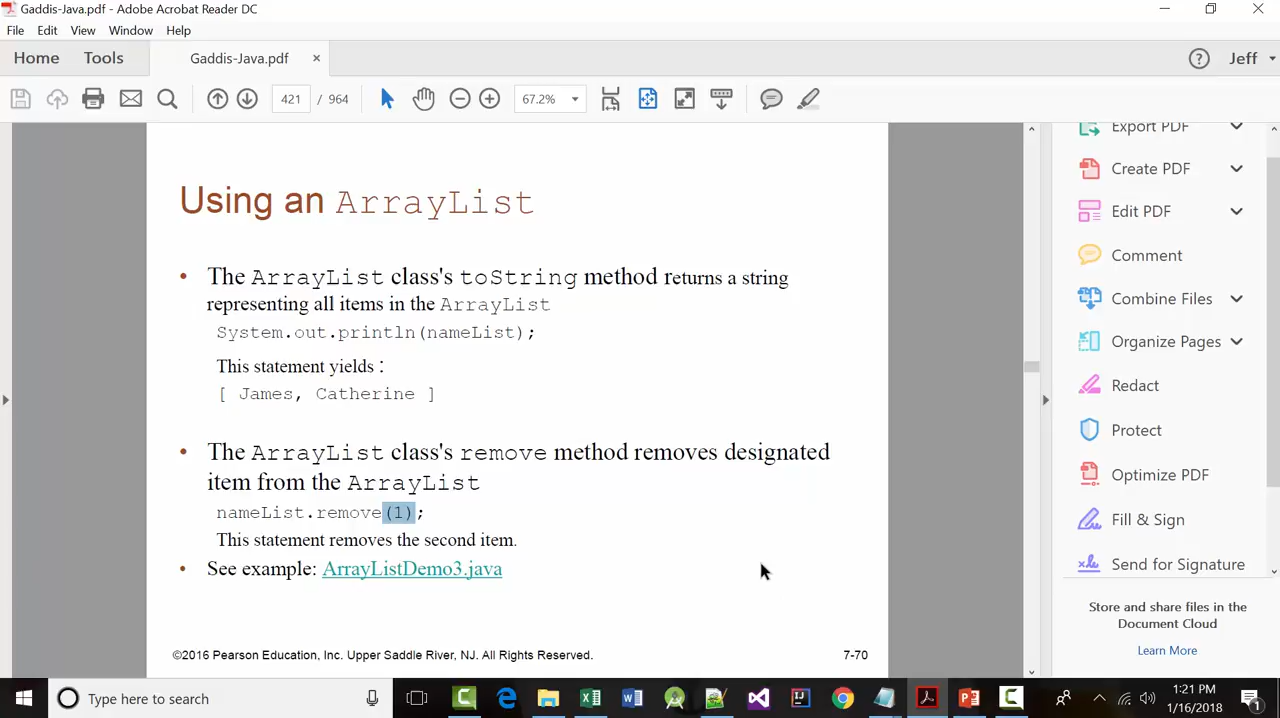 Gaddis-Java.pdf - Adobe Acrobat Reader DC
File Edit View Window Help
Home Tools Gaddis-Java.pdf × Jeff
421 / 964 67.2%
Export PDF
Create PDF
Edit PDF
Comment
Combine Files
Organize Pages
Redact
Protect
Optimize PDF
Fill & Sign
Send for Signature
Store and share files in the
Document Cloud
Learn More
Using an ArrayList
• The ArrayList class's toString method returns a string
representing all items in the ArrayList
System.out.println(nameList);
This statement yields :
[ James, Catherine ]
• The ArrayList class's remove method removes designated
item from the ArrayList
nameList.remove(1);
This statement removes the second item.
• See example: ArrayListDemo3.java
©2016 Pearson Education, Inc. Upper Saddle River, NJ. All Rights Reserved. 7-70
Type here to search
1:21 PM
1/16/2018
1